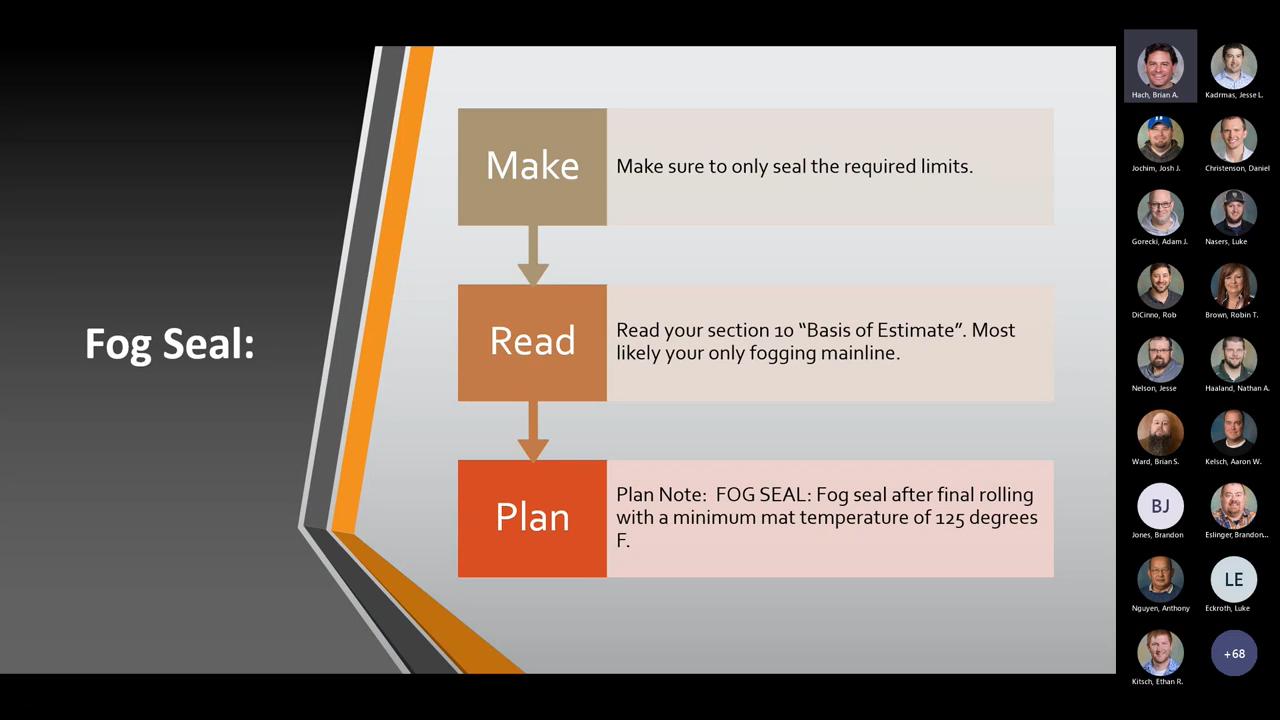 Fog Seal:
Make
Make sure to only seal the required limits.
Read
Read your section 10 “Basis of Estimate”. Most
likely your only fogging mainline.
Plan
Plan Note:  FOG SEAL: Fog seal after final rolling
with a minimum mat temperature of 125 degrees
F.
Hach, Brian A.
Kadrmas, Jesse L.
Jochim, Josh J.
Christenson, Daniel
Gorecki, Adam J.
Nasers, Luke
DiCinno, Rob
Brown, Robin T.
Nelson, Jesse
Haaland, Nathan A.
Ward, Brian S.
Kelsch, Aaron W.
BJ
Jones, Brandon
Eslinger, Brandon...
Nguyen, Anthony
LE
Eckroth, Luke
Kitsch, Ethan R.
+68